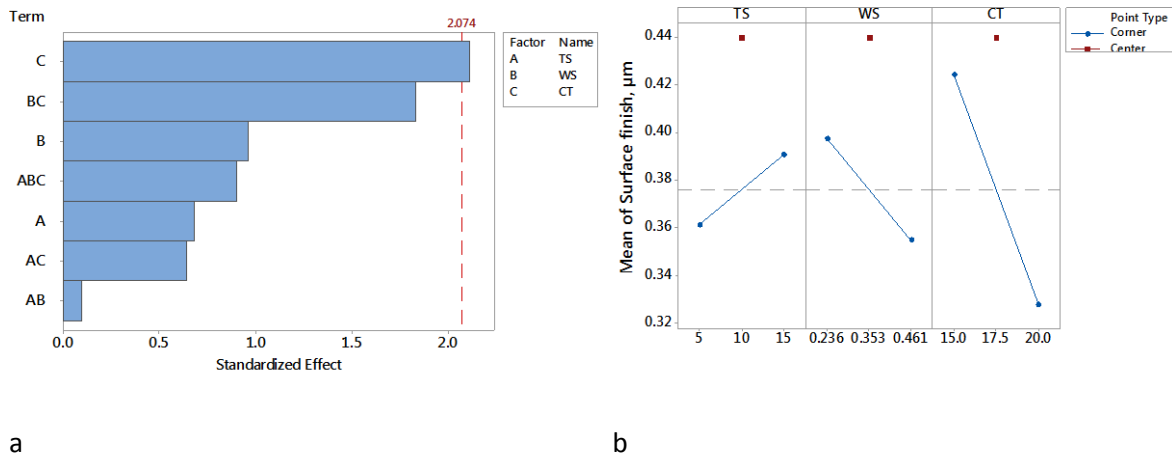 Term
2.074
C
BC
B
ABC
A
AC
AB
0.0 0.5 1.0 1.5 2.0
Standardized Effect
Factor Name
A TS
B WS
C CT
a
TS WS CT
Mean of Surface finish, µm
0.44
0.42
0.40
0.38
0.36
0.34
0.32
5 10 15 0.236 0.353 0.461 15.0 17.5 20.0
Point Type
Corner
Center
b